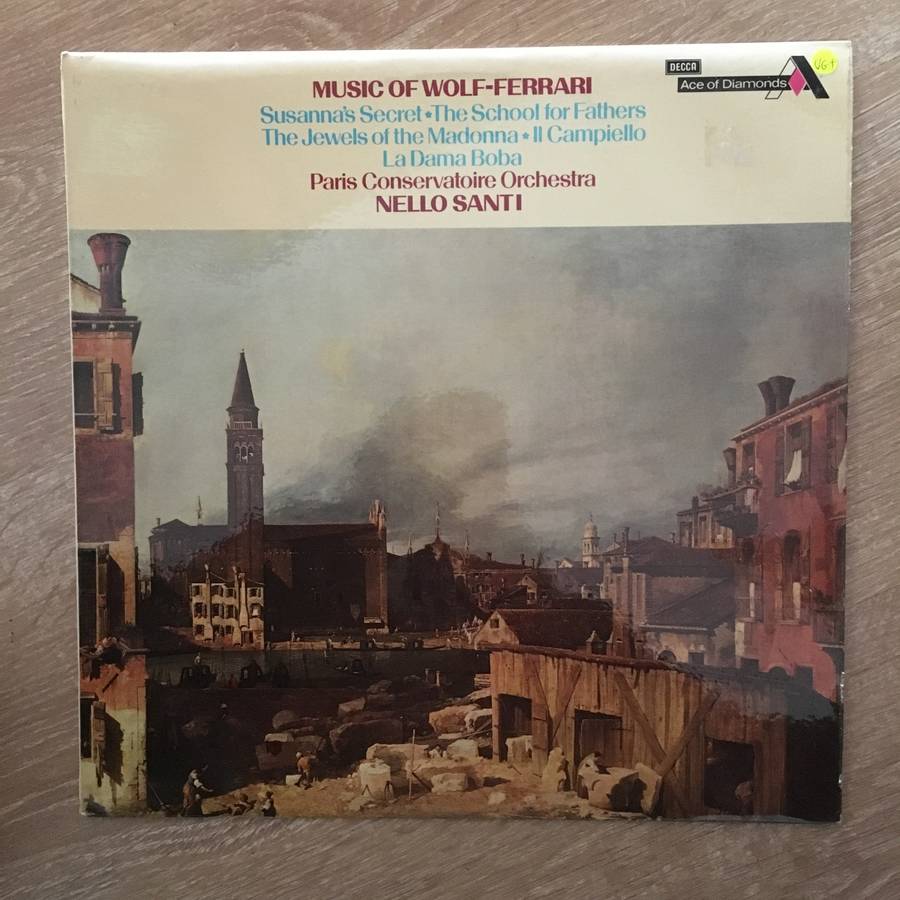 DECCA
Ace of Diamonds
VG+
MUSIC OF WOLF-FERRARI
Susanna's Secret ★ The School for Fathers
The Jewels of the Madonna ★ Il Campiello
La Dama Boba
Paris Conservatoire Orchestra
NELLO SANTI